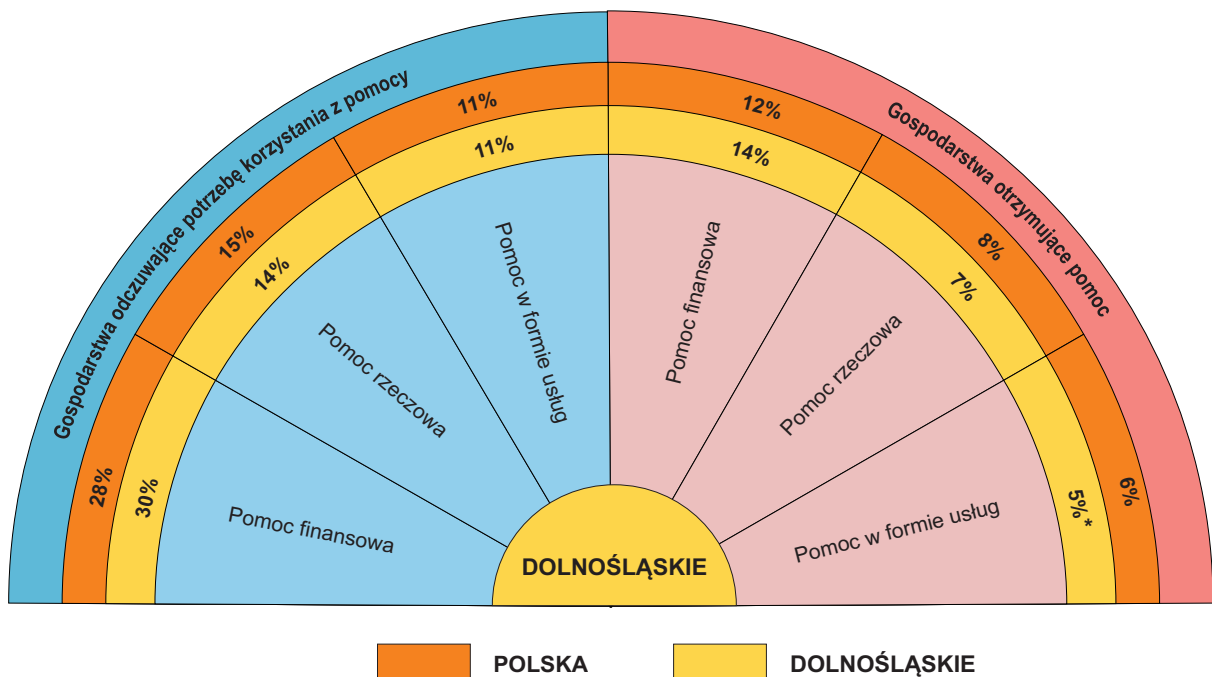 Gospodarstwa odczuwające potrzebę korzystania z pomocy
Gospodarstwa otrzymujące pomoc
28%
15%
11%
12%
8%
6%
30%
14%
11%
14%
7%
5%*
Pomoc finansowa
Pomoc rzeczowa
Pomoc w formie usług
Pomoc finansowa
Pomoc rzeczowa
Pomoc w formie usług
DOLNOŚLĄSKIE
POLSKA
DOLNOŚLĄSKIE